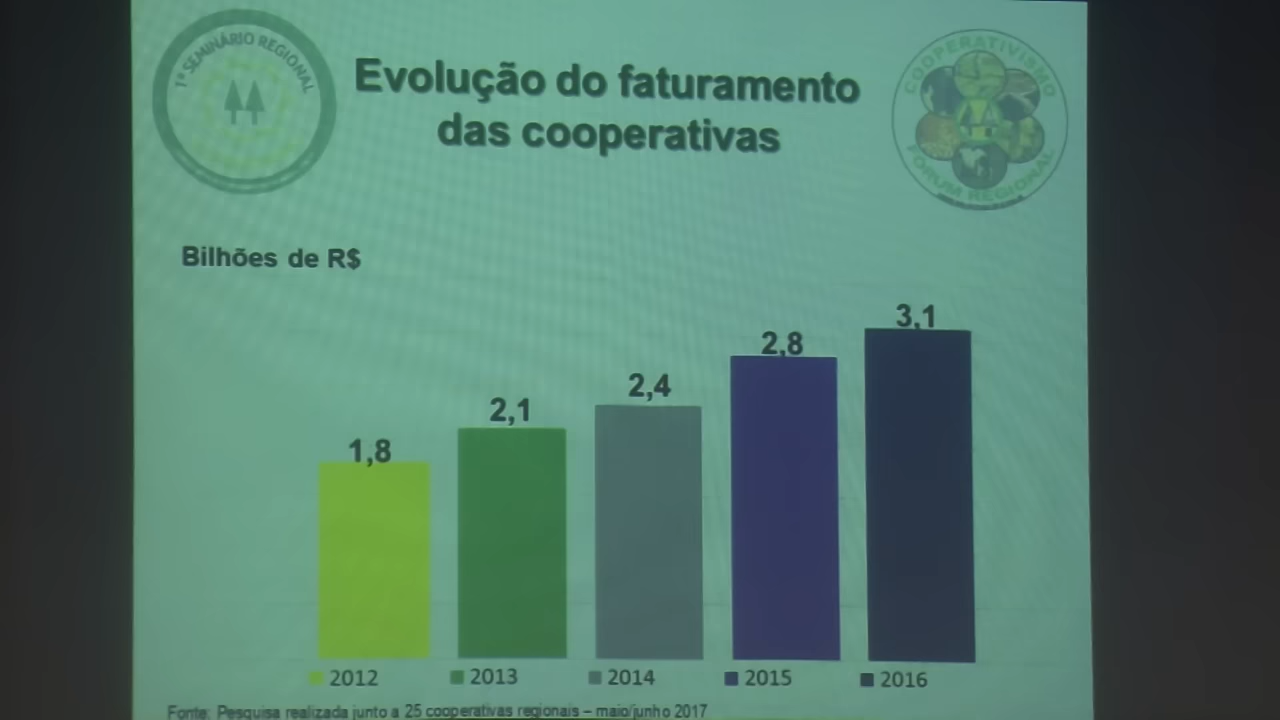 1º SEMINÁRIO REGIONAL
Evolução do faturamento
das cooperativas
COOPERATIVISMO
FÓRUM REGIONAL
Bilhões de R$
1,8
2,1
2,4
2,8
3,1
2012
2013
2014
2015
2016
Fonte: Pesquisa realizada junto a 25 cooperativas regionais – maio/junho 2017